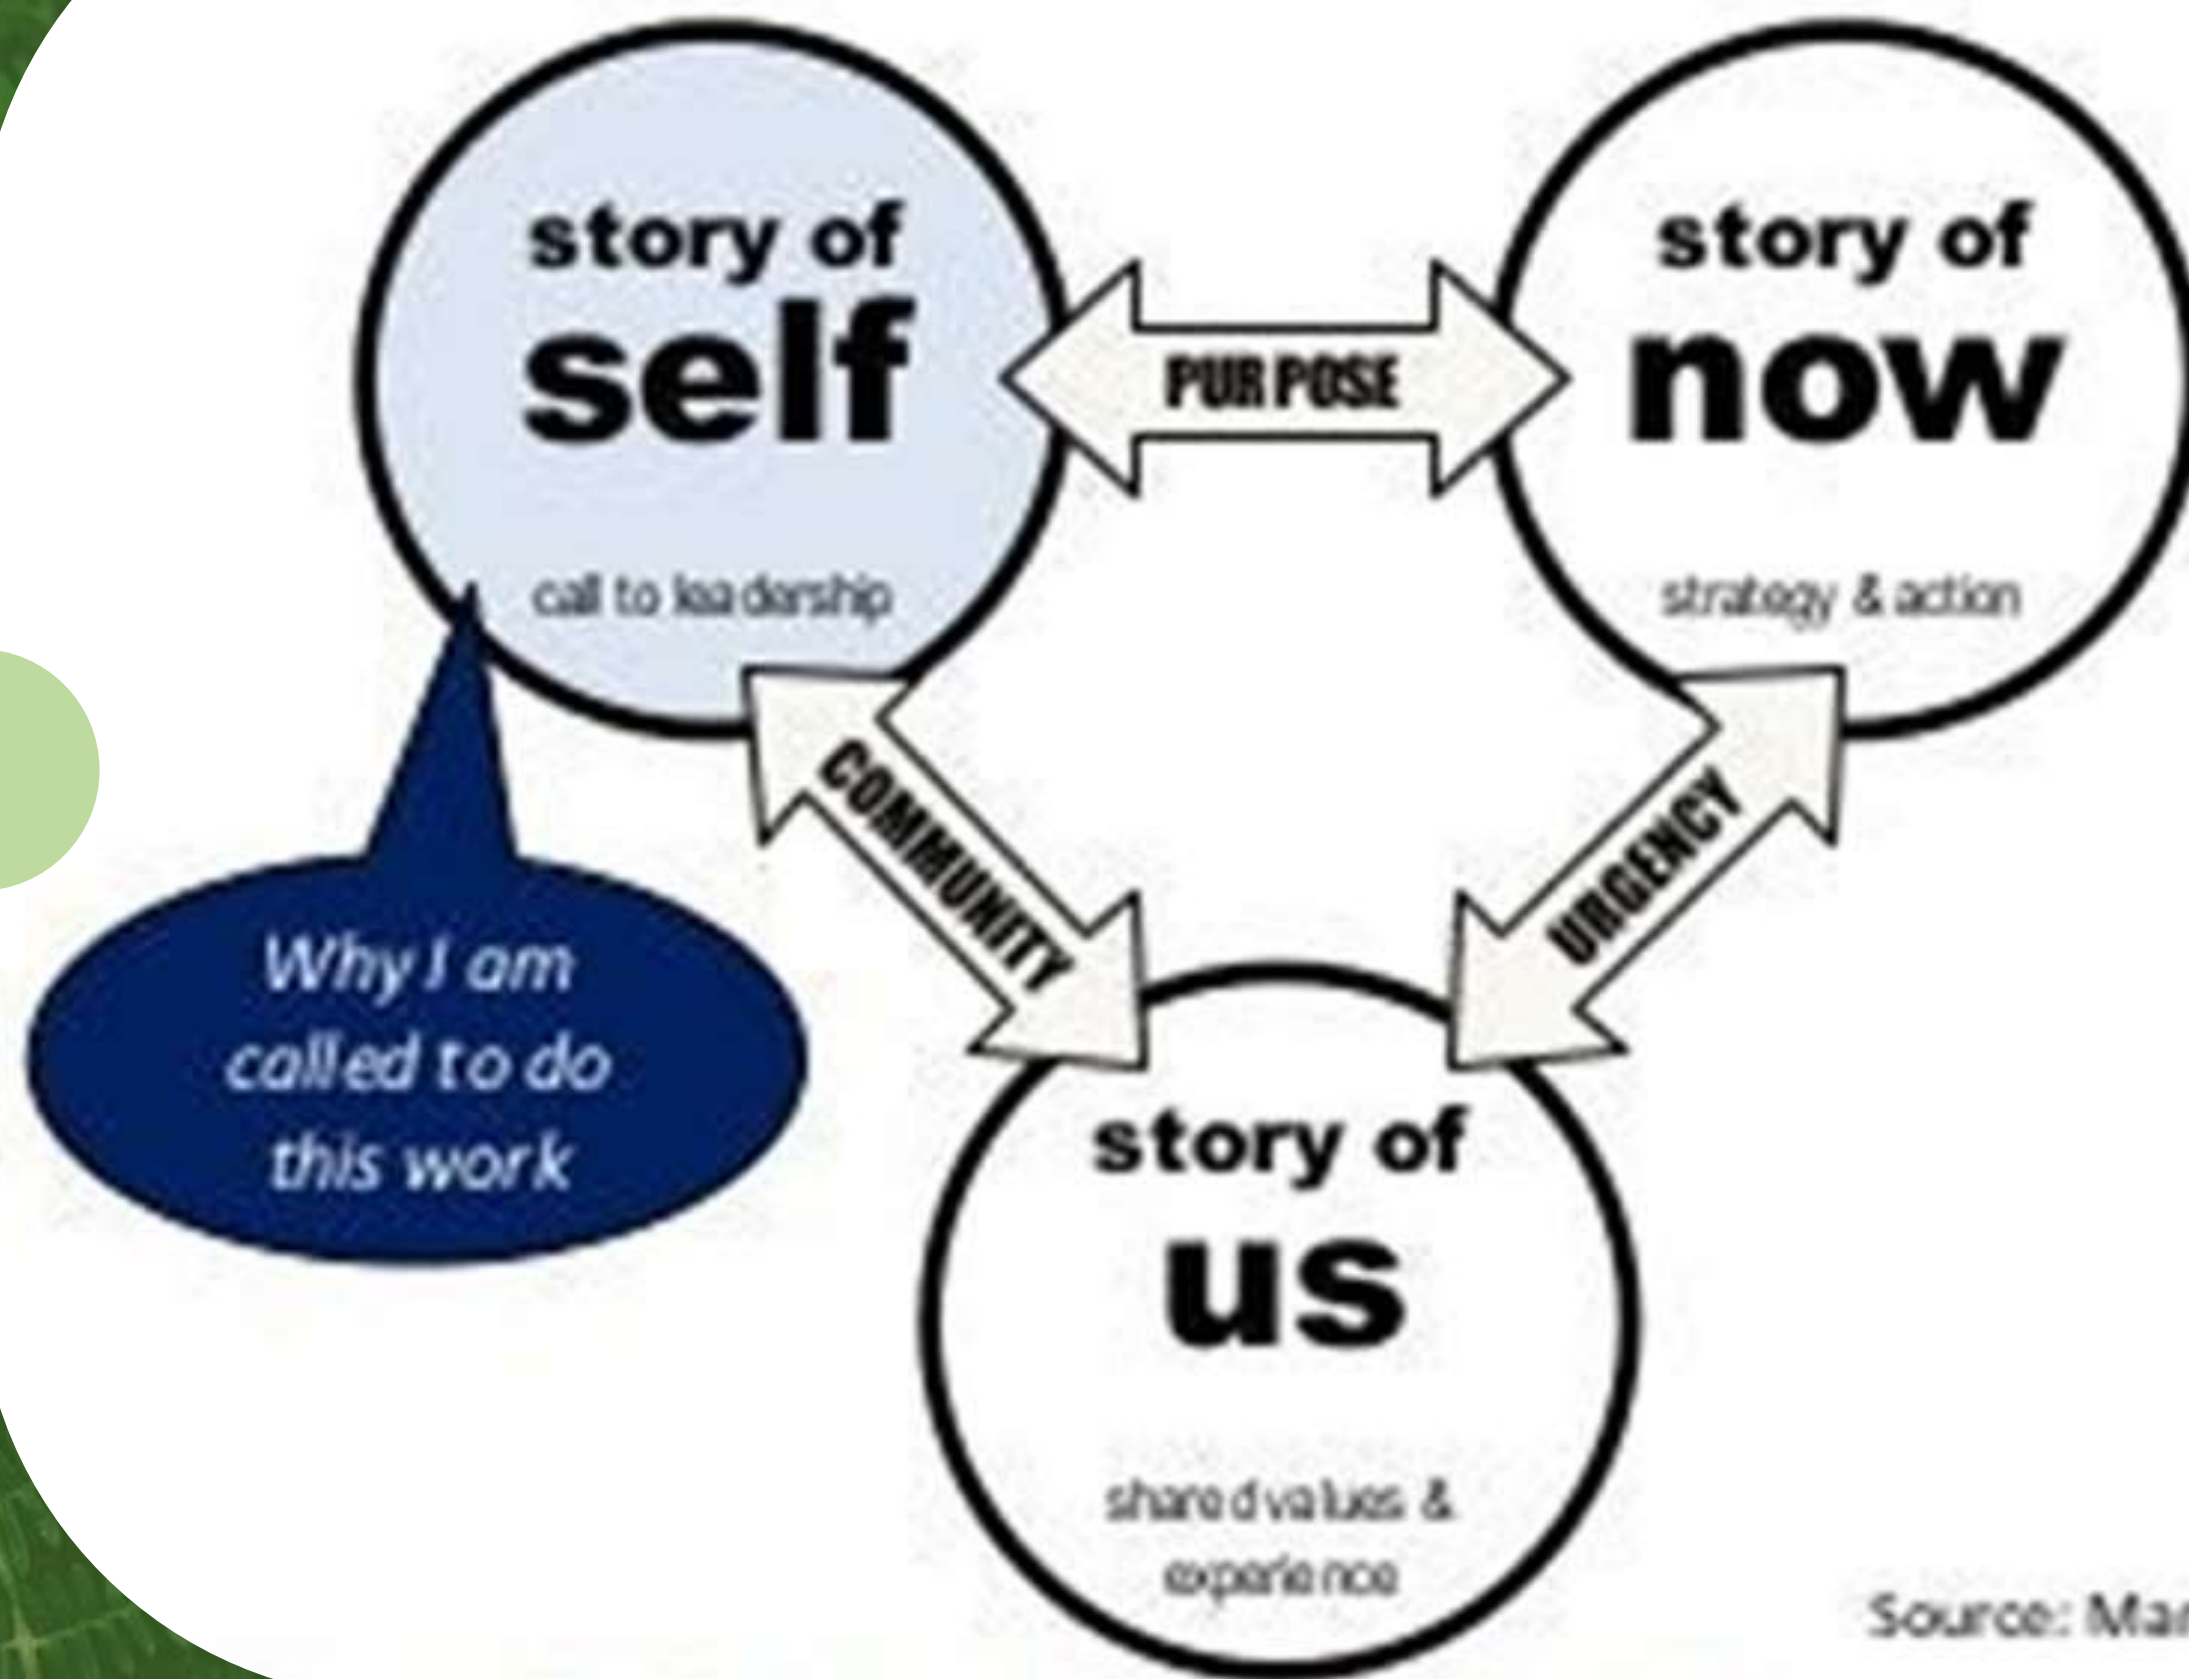 story of
self
call to leadership
PURPOSE
story of
now
strategy & action
COMMUNITY
URGENCY
Why I am
called to do
this work
story of
us
shared values &
experience
Source: